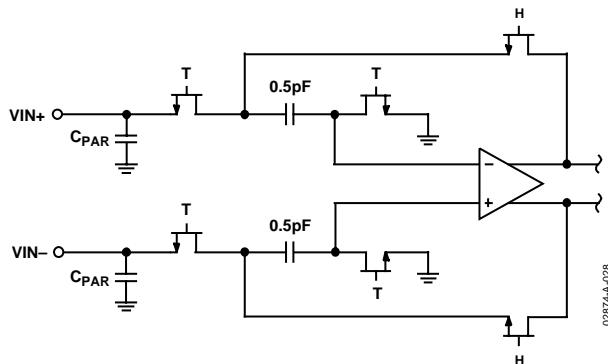 H
T
0.5pF
T
VIN+
CPAR
−
+
T
0.5pF
VIN−
CPAR
T
H
02874-A-028